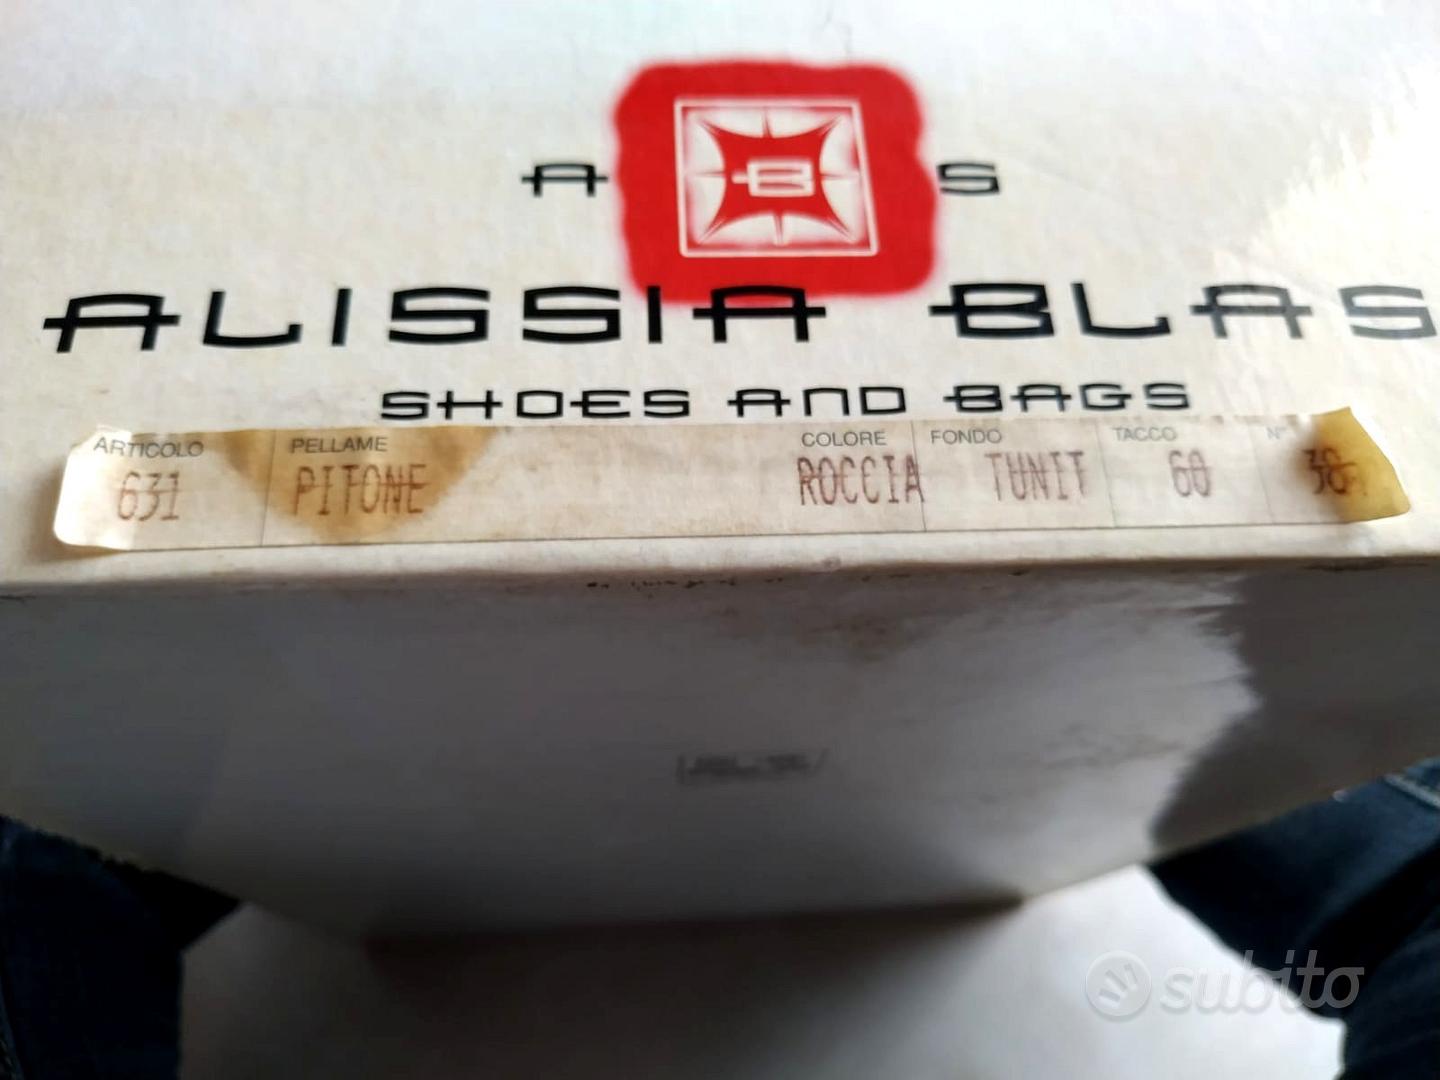 A B S
ALISSIA BLAS
SHOES AND BAGS
ARTICOLO PELLAME COLORE FONDO TACCO N°
631 PITONE ROCCIA TUNIT 60 38
subito